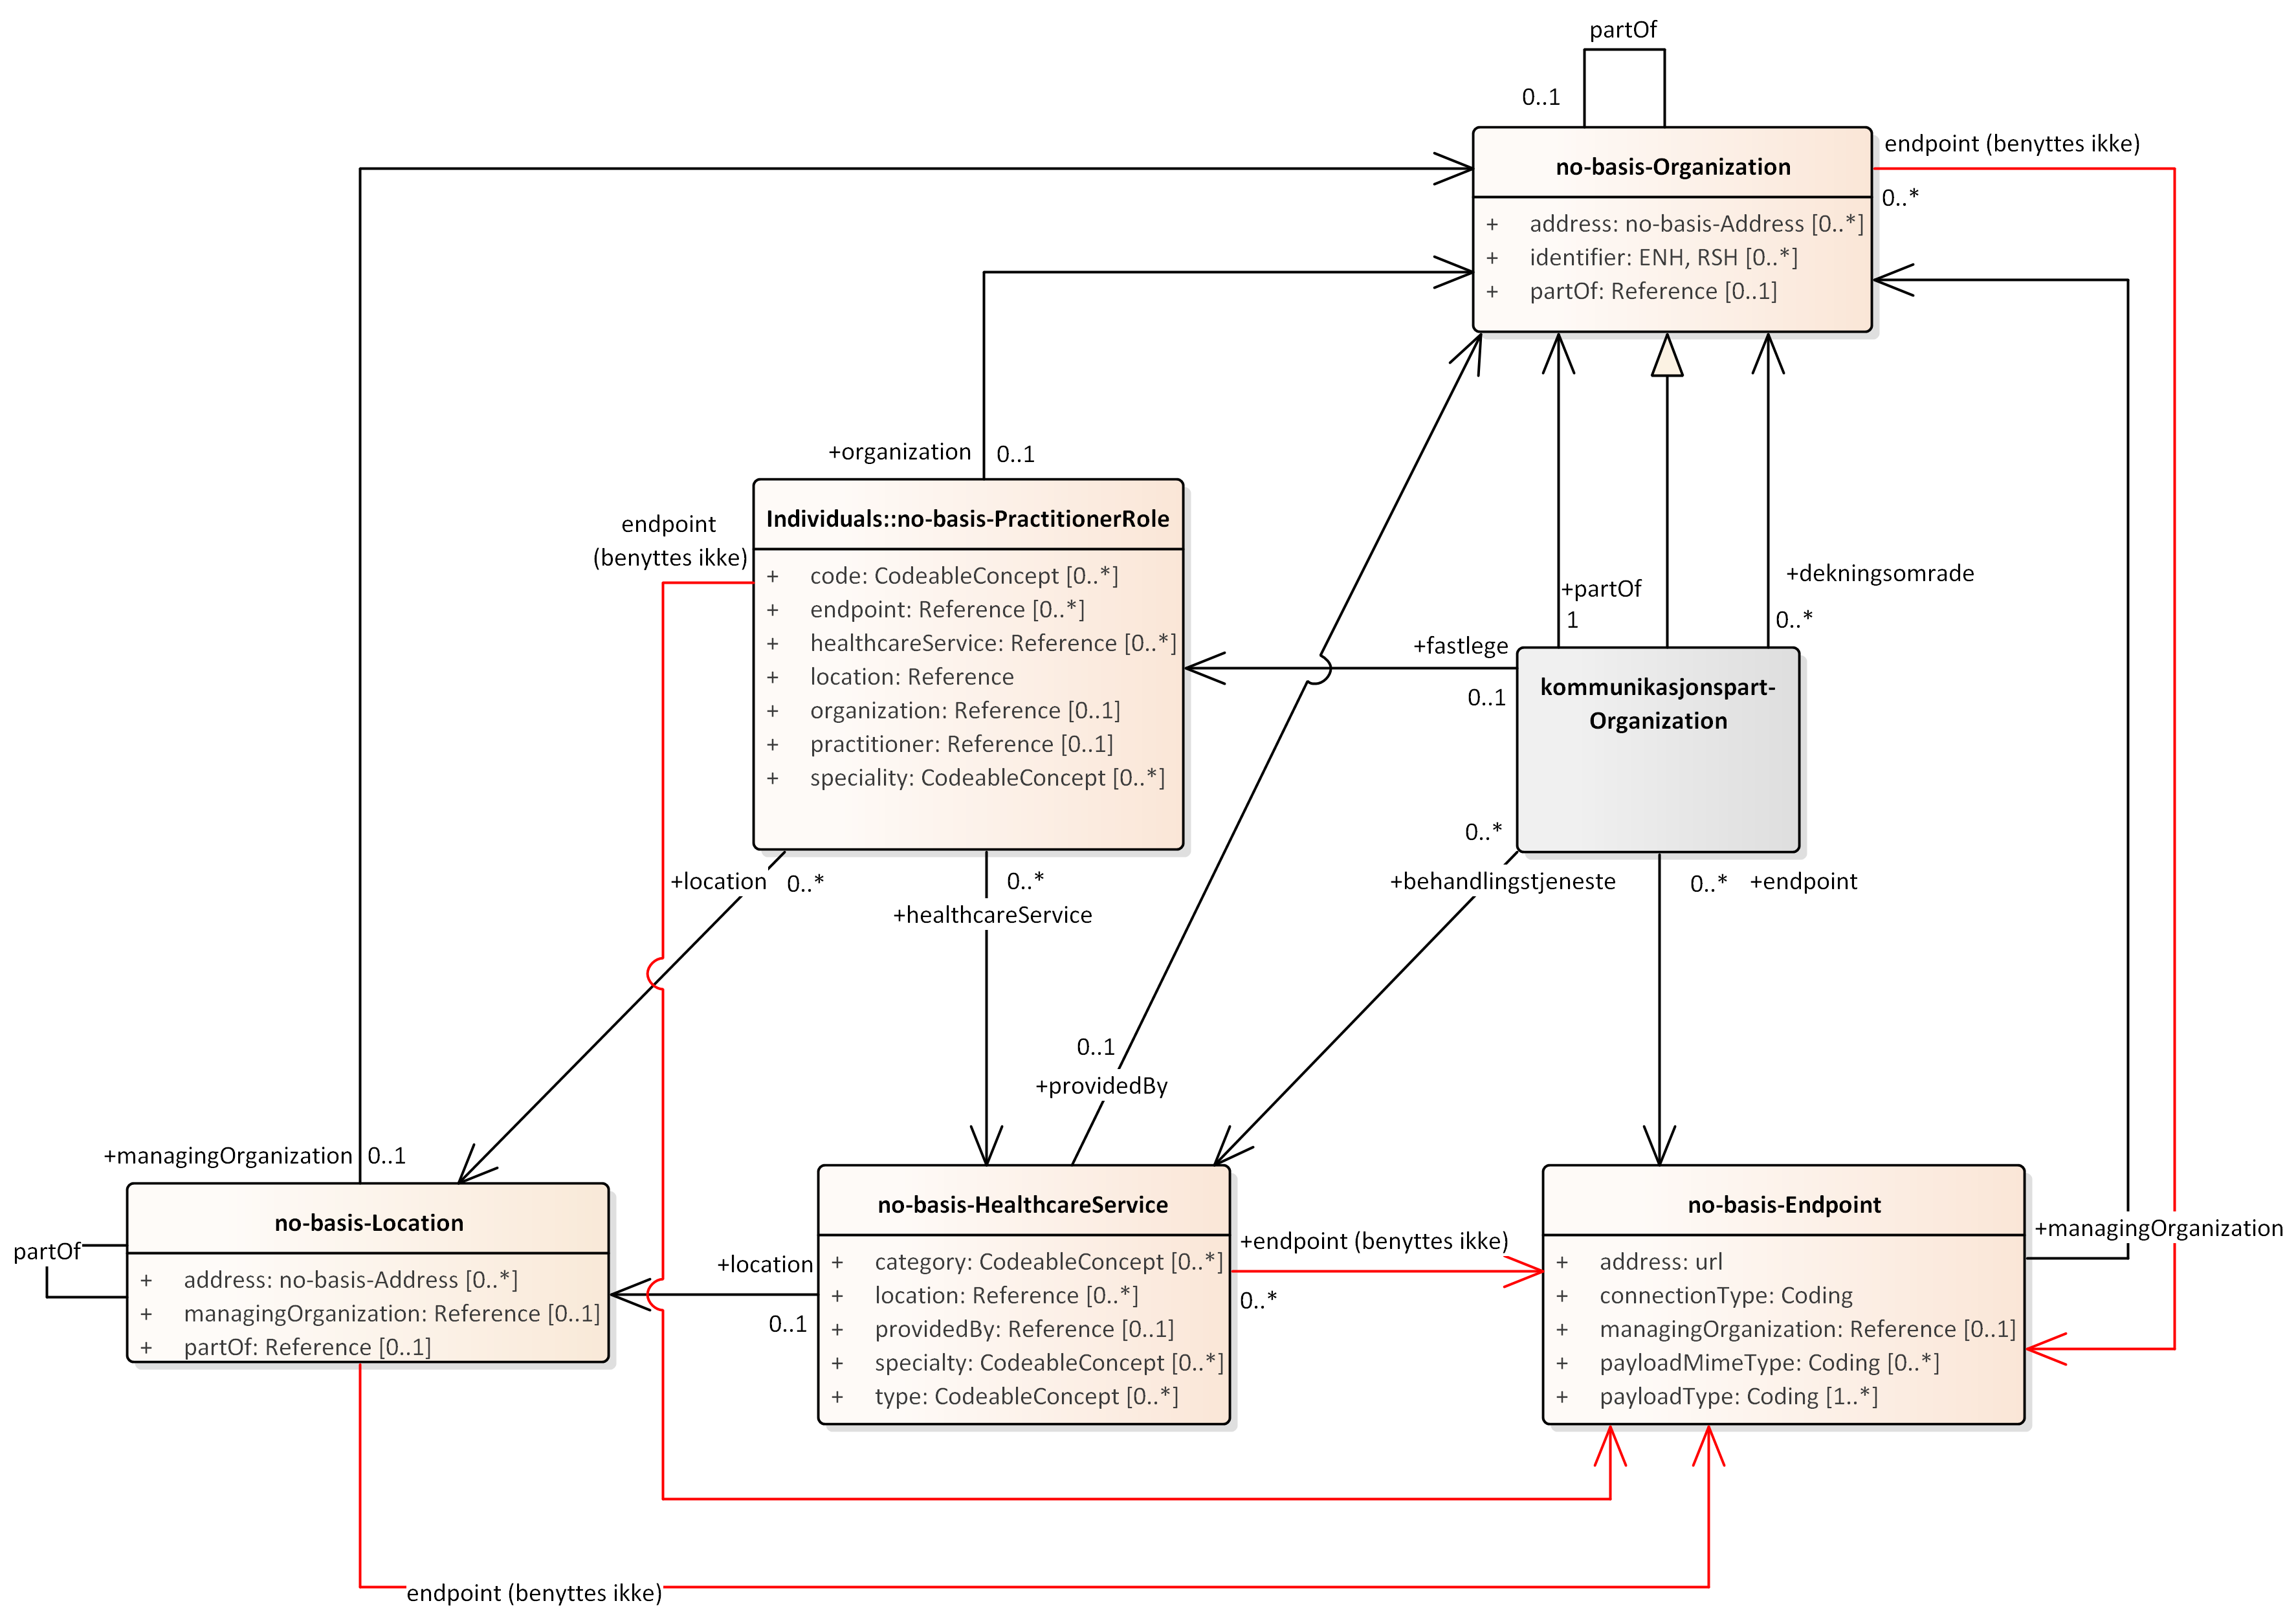 partOf
0..1
no-basis-Organization
+ address: no-basis-Address [0..*]
+ identifier: ENH, RSH [0..*]
+ partOf: Reference [0..1]
endpoint (benyttes ikke)
0..*
+organization
0..1
Individuals::no-basis-PractitionerRole
+ code: CodeableConcept [0..*]
+ endpoint: Reference [0..*]
+ healthcareService: Reference [0..*]
+ location: Reference
+ organization: Reference [0..1]
+ practitioner: Reference [0..1]
+ speciality: CodeableConcept [0..*]
endpoint
(benyttes ikke)
+partOf
1
+dekningsomrade
0..*
+fastlege
0..1
kommunikasjonspart-
Organization
0..*
+behandlingstjeneste
0..*
+endpoint
+location
0..*
0..*
+healthcareService
0..1
+providedBy
+managingOrganization
0..1
no-basis-Location
+ address: no-basis-Address [0..*]
+ managingOrganization: Reference [0..1]
+ partOf: Reference [0..1]
partOf
+location
0..1
no-basis-HealthcareService
+ category: CodeableConcept [0..*]
+ location: Reference [0..*]
+ providedBy: Reference [0..1]
+ specialty: CodeableConcept [0..*]
+ type: CodeableConcept [0..*]
+endpoint (benyttes ikke)
0..*
no-basis-Endpoint
+ address: url
+ connectionType: Coding
+ managingOrganization: Reference [0..1]
+ payloadMimeType: Coding [0..*]
+ payloadType: Coding [1..*]
+managingOrganization
endpoint (benyttes ikke)